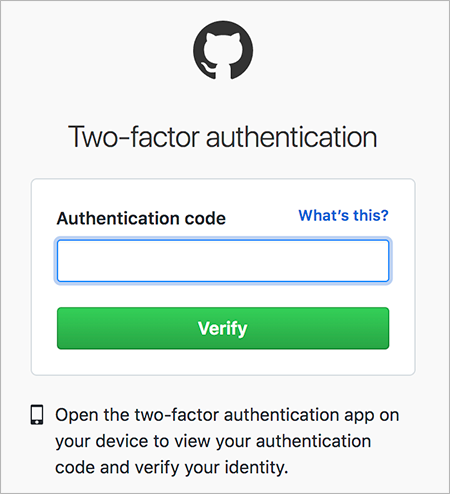 Two-factor authentication
Authentication code What's this?
Verify
Open the two-factor authentication app on
your device to view your authentication
code and verify your identity.